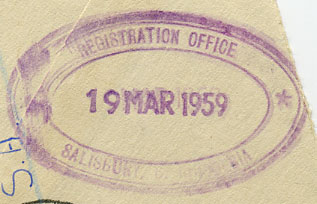 REGISTRATION OFFICE
19 MAR 1959
SALISBURY,
S.H.